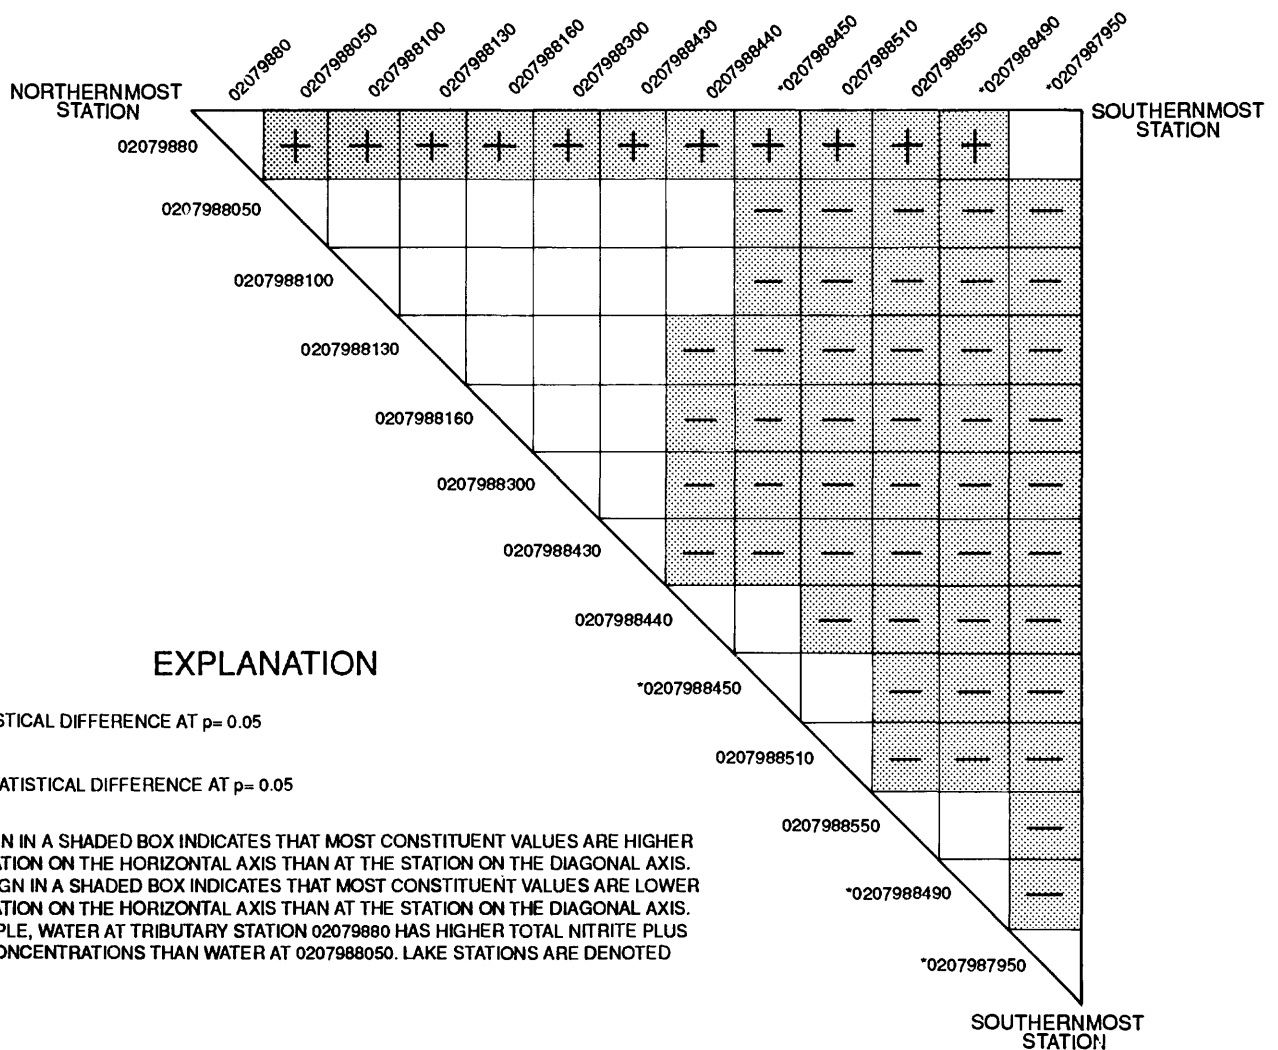 02079880
0207988050
0207988100
0207988130
0207988160
0207988300
0207988430
0207988440
*0207988450
0207988510
0207988550
*0207988490
*0207987950
NORTHERNMOST
STATION
SOUTHERNMOST
STATION
02079880
+ + + + + + + + + + +
0207988050
— — — — —
0207988100
— — — — —
0207988130
— — — — — —
0207988160
— — — — — —
0207988300
— — — — — —
0207988430
— — — — — —
0207988440
— — — —
*0207988450
— — —
0207988510
— — —
0207988550
—
*0207988490
—
*0207987950
SOUTHERNMOST
STATION
EXPLANATION
STICAL DIFFERENCE AT p= 0.05
ATISTICAL DIFFERENCE AT p= 0.05
N IN A SHADED BOX INDICATES THAT MOST CONSTITUENT VALUES ARE HIGHER
ATION ON THE HORIZONTAL AXIS THAN AT THE STATION ON THE DIAGONAL AXIS.
GN IN A SHADED BOX INDICATES THAT MOST CONSTITUENT VALUES ARE LOWER
ATION ON THE HORIZONTAL AXIS THAN AT THE STATION ON THE DIAGONAL AXIS.
PLE, WATER AT TRIBUTARY STATION 02079880 HAS HIGHER TOTAL NITRITE PLUS
ONCENTRATIONS THAN WATER AT 0207988050. LAKE STATIONS ARE DENOTED